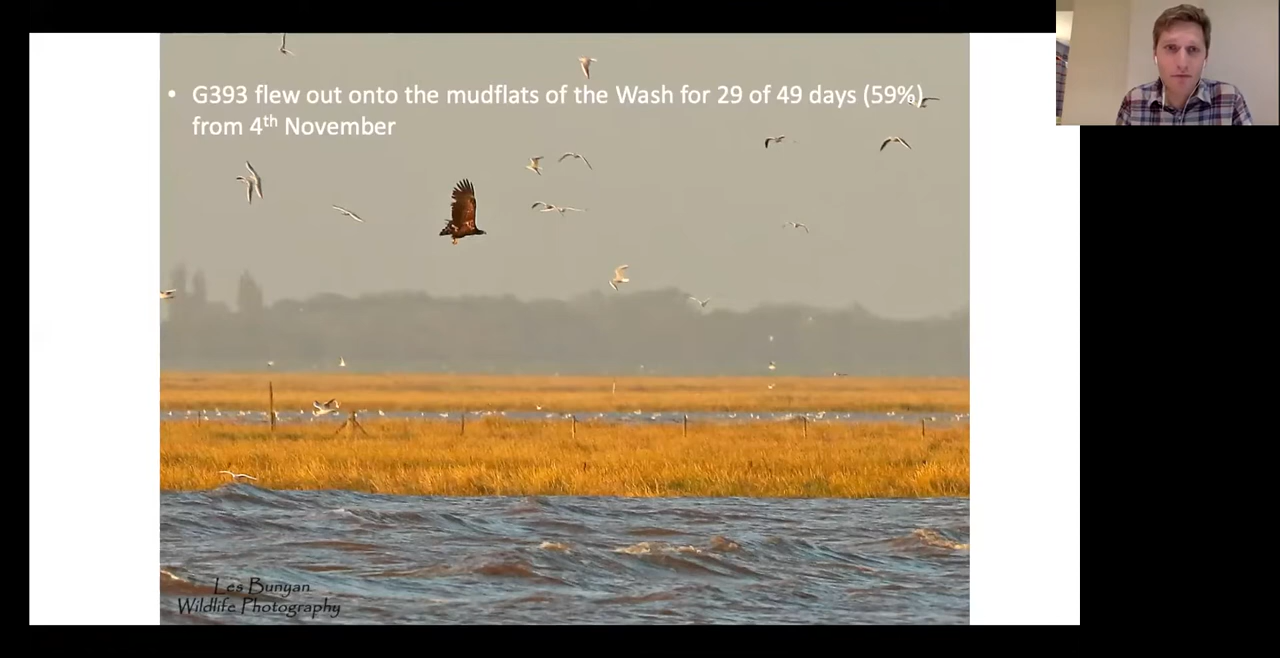 • G393 flew out onto the mudflats of the Wash for 29 of 49 days (59%)
from 4th November
Les Bunyan
Wildlife Photography